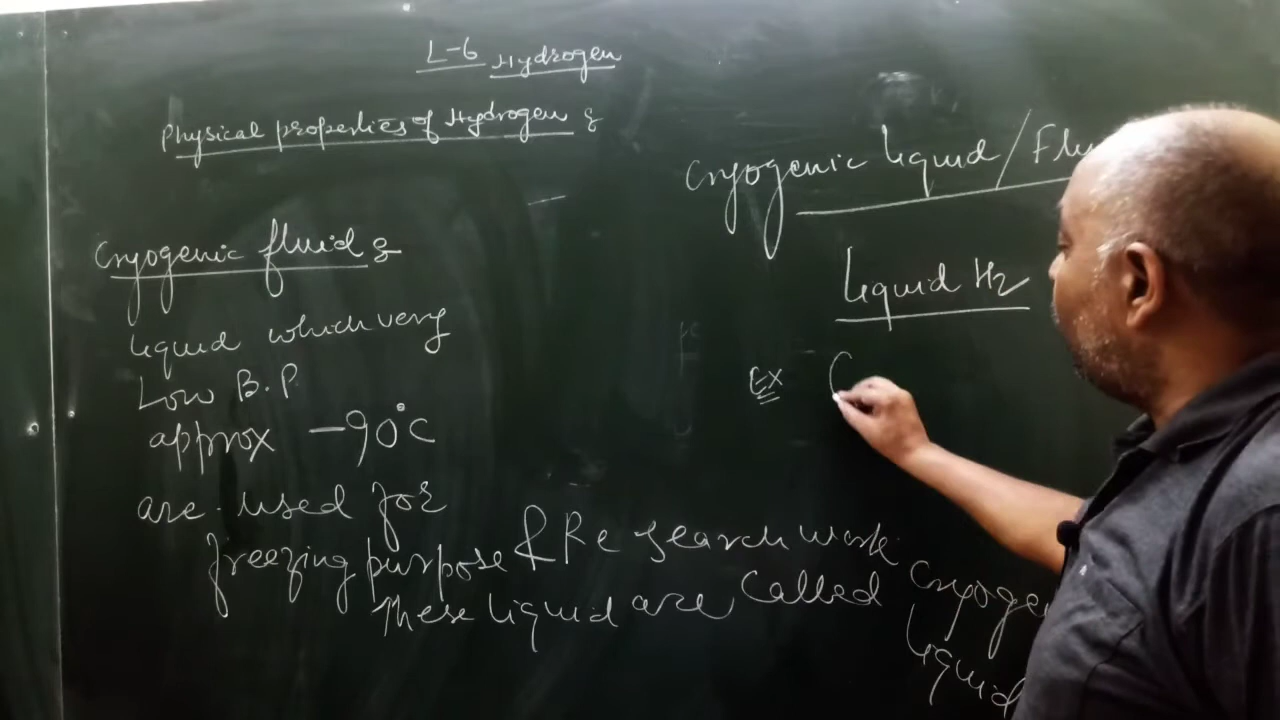 L-6 Hydrogen
Physical properties of Hydrogen :
Cryogenic fluid :
liquid which very
Low B.P.
approx -90°C
are used for
freezing purpose & Research work
These liquid are called Cryoge
liquid
Cryogenic liquid / Flu
liquid H2
Ex C